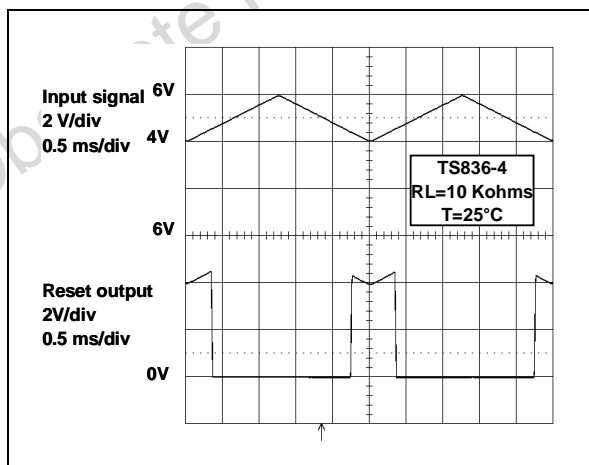 Input signal
2 V/div
0.5 ms/div
6V
4V
TS836-4
RL=10 Kohms
T=25°C
6V
Reset output
2V/div
0.5 ms/div
0V